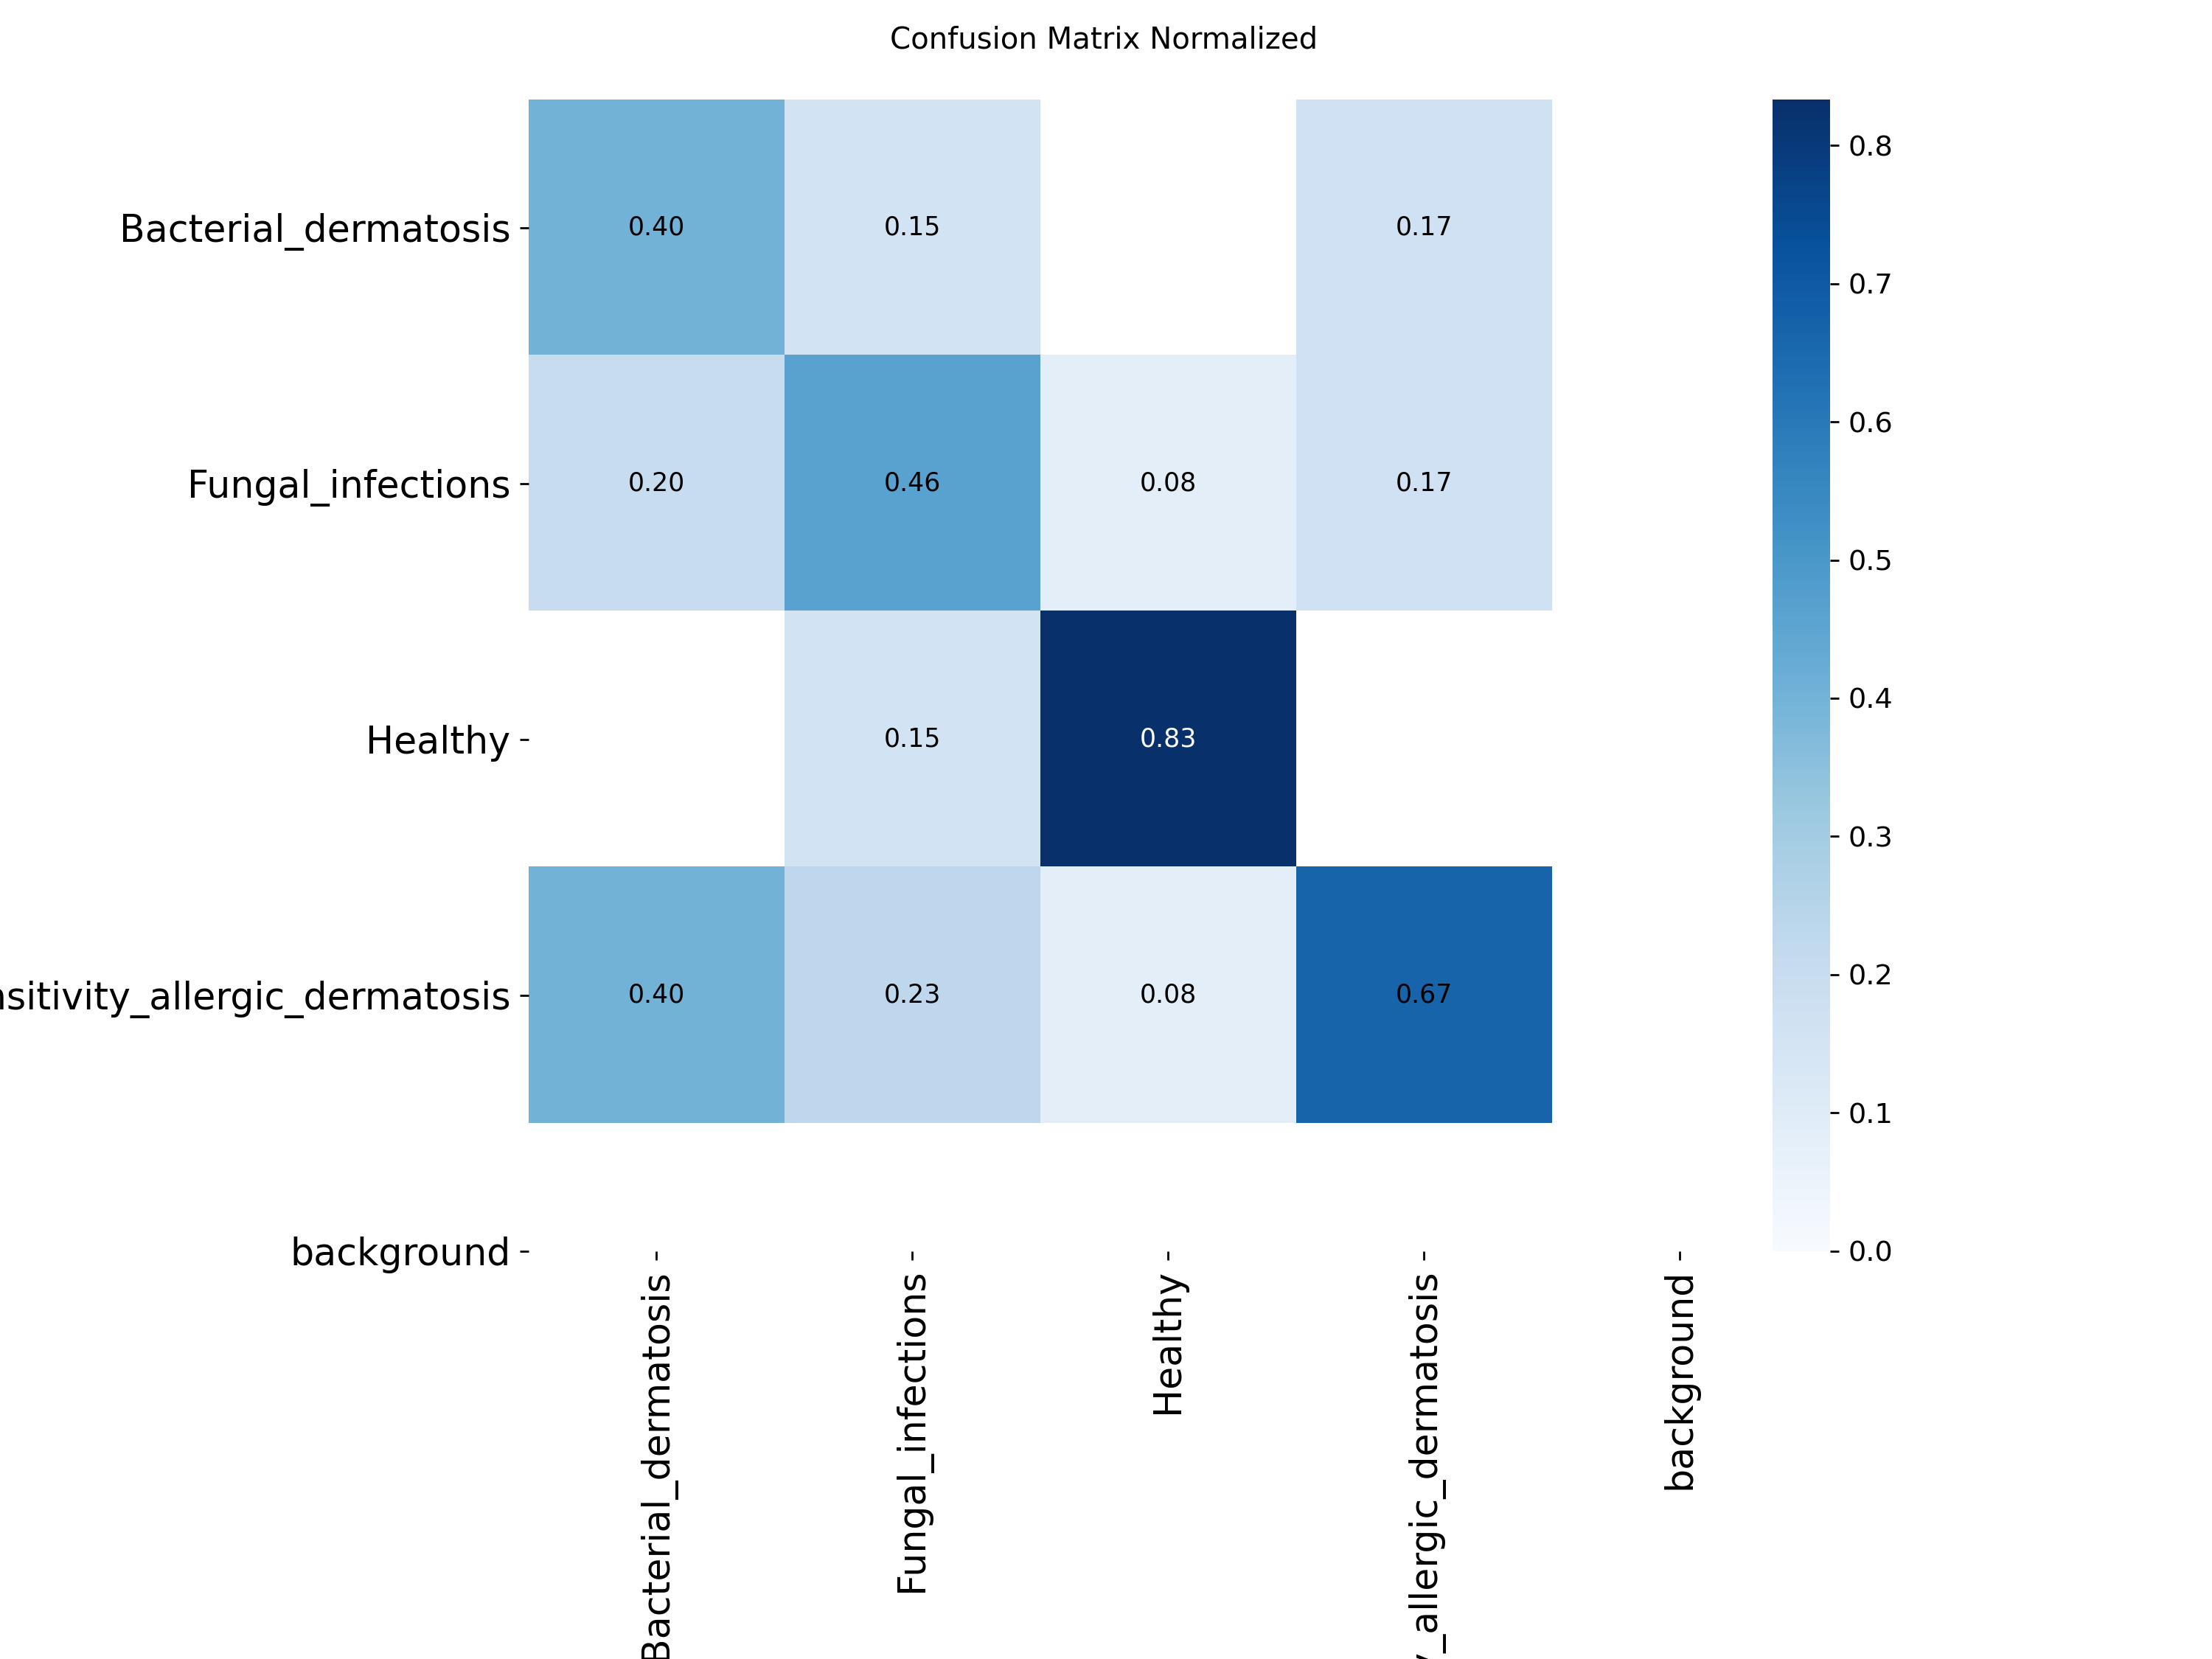 Confusion Matrix Normalized
Bacterial_dermatosis
0.40
0.15
0.17
0.8
0.7
Fungal_infections
0.20
0.46
0.08
0.17
0.6
0.5
Healthy
0.15
0.83
0.4
0.3
nsitivity_allergic_dermatosis
0.40
0.23
0.08
0.67
0.2
0.1
background
0.0
Bacterial_dermatosis
Fungal_infections
Healthy
y_allergic_dermatosis
background